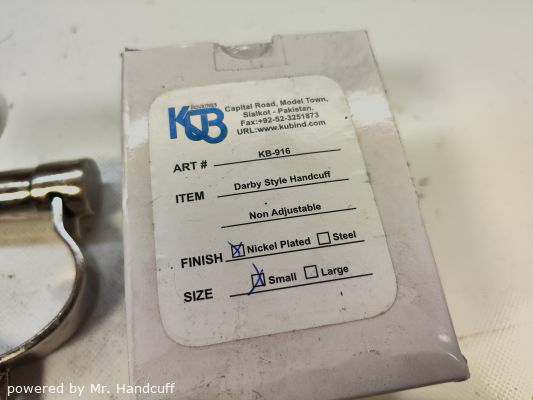 INDUSTRIES
KUB
Capital Road, Model Town,
Sialkot - Pakistan.
Fax:+92-52-3251873
URL:www.kubind.com
ART # KB-916
ITEM Darby Style Handcuff
Non Adjustable
FINISH Nickel Plated Steel
SIZE Small Large
powered by Mr. Handcuff